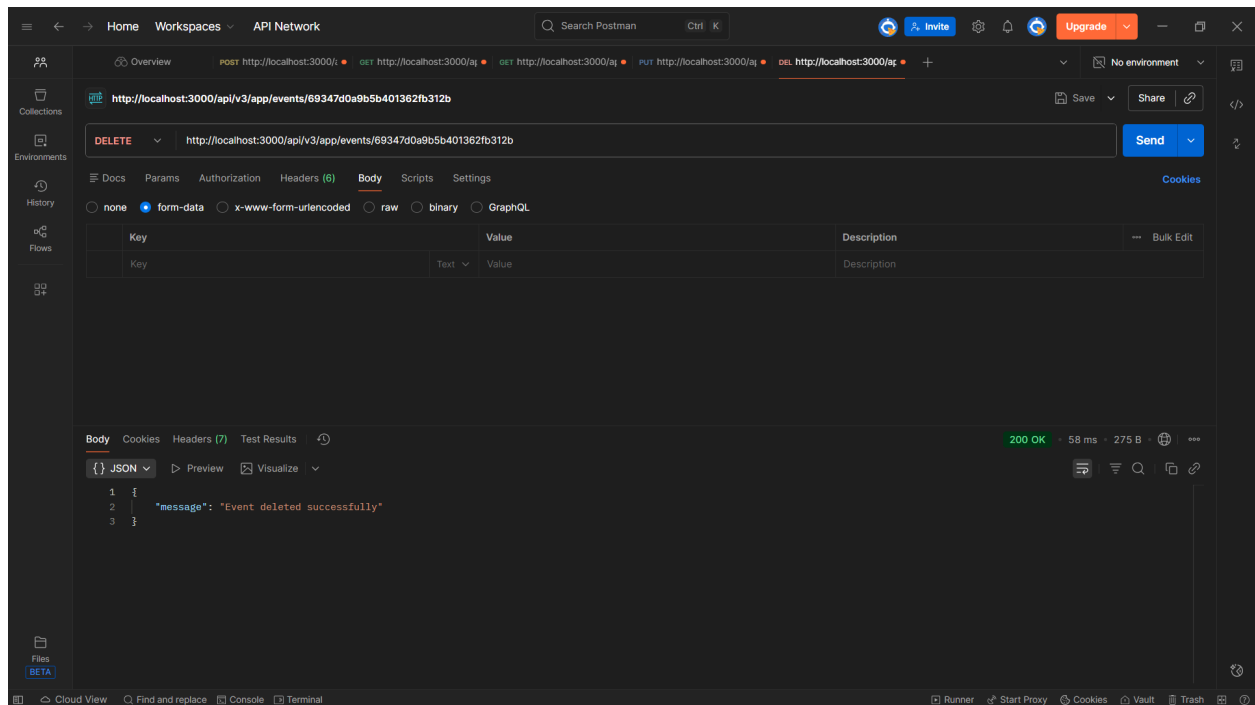 Home Workspaces API Network Search Postman Ctrl K Invite Upgrade
Overview POST http://localhost:3000/a GET http://localhost:3000/ap GET http://localhost:3000/ap PUT http://localhost:3000/ap DEL http://localhost:3000/ap + No environment
Collections
Environments
History
Flows
HTTP http://localhost:3000/api/v3/app/events/69347d0a9b5b401362fb312b Save Share
DELETE http://localhost:3000/api/v3/app/events/69347d0a9b5b401362fb312b Send
Docs Params Authorization Headers (6) Body Scripts Settings Cookies
none form-data x-www-form-urlencoded raw binary GraphQL
Key Value Description Bulk Edit
Key Text Value Description
Body Cookies Headers (7) Test Results 200 OK 58 ms 275 B
{} JSON Preview Visualize
1 {
2 "message": "Event deleted successfully"
3 }
Files
BETA
Cloud View Find and replace Console Terminal Runner Start Proxy Cookies Vault Trash